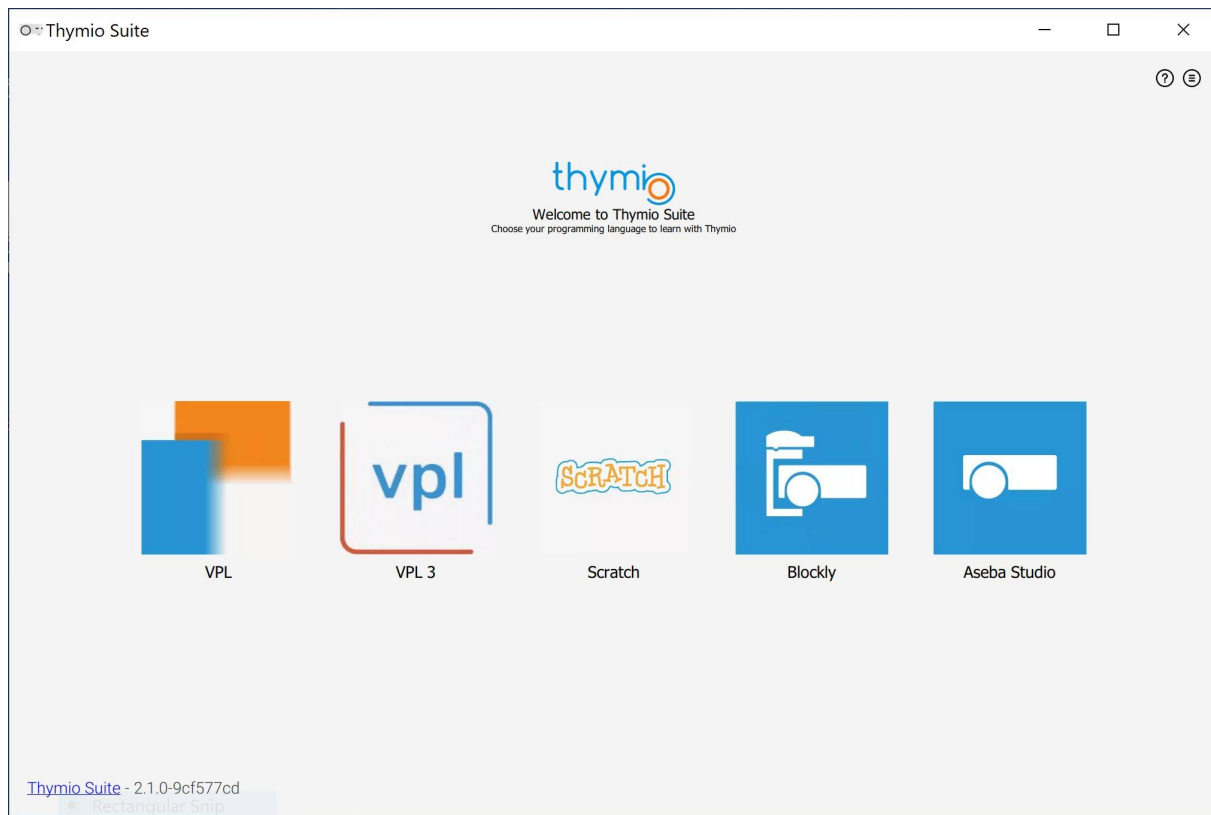 Thymio Suite
thymio
Welcome to Thymio Suite
Choose your programming language to learn with Thymio
vpl
SCRATCH
VPL
VPL 3
Scratch
Blockly
Aseba Studio
Thymio Suite - 2.1.0-9cf577cd
Rectangular Snip